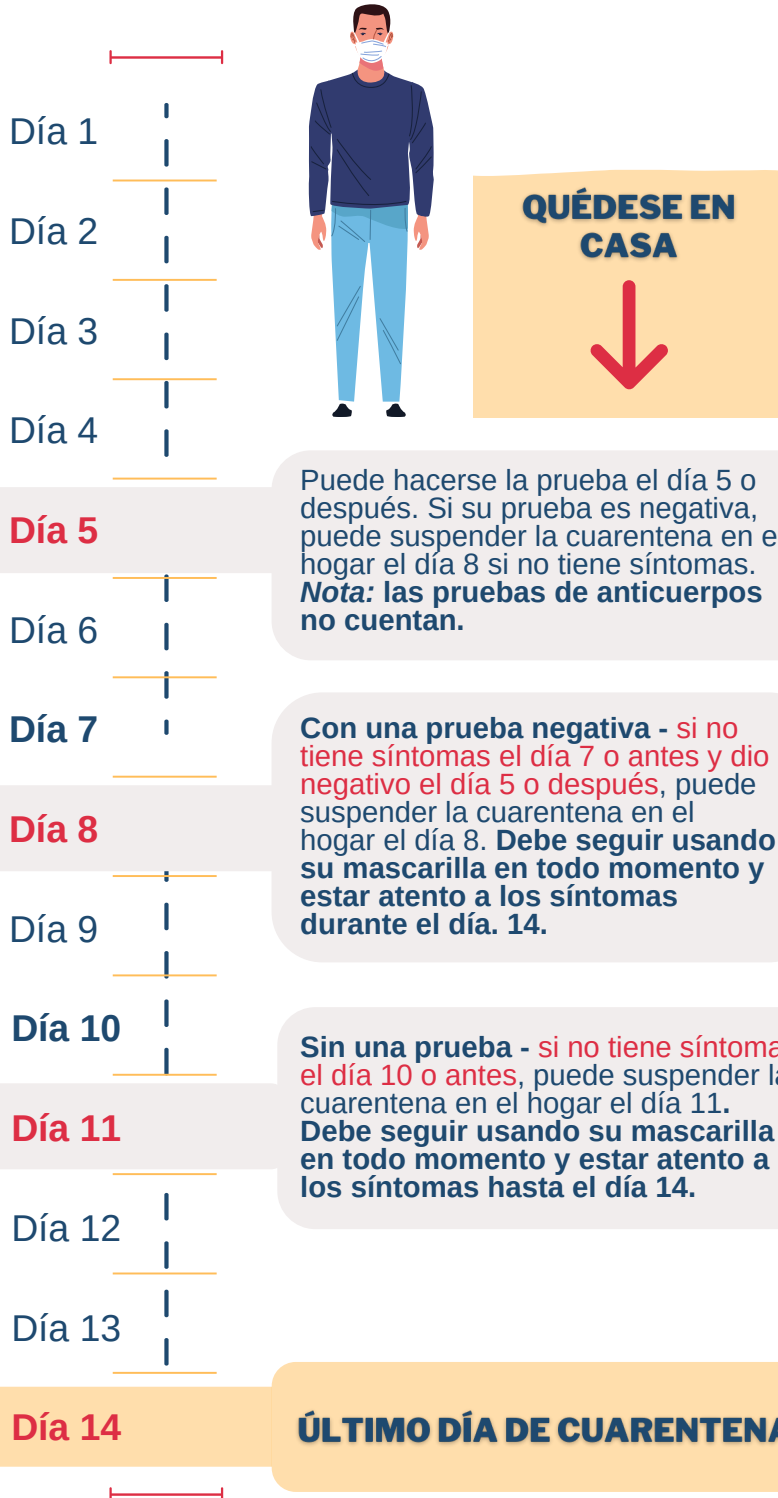 Día 1
QUÉDESE EN
CASA
Día 2
Día 3
Día 4
Día 5
Puede hacerse la prueba el día 5 o
después. Si su prueba es negativa,
puede suspender la cuarentena en e
hogar el día 8 si no tiene síntomas.
Nota: las pruebas de anticuerpos
no cuentan.
Día 6
Día 7
Con una prueba negativa - si no
tiene síntomas el día 7 o antes y dio
negativo el día 5 o después, puede
suspender la cuarentena en el
hogar el día 8. Debe seguir usando
su mascarilla en todo momento y
estar atento a los síntomas
durante el día. 14.
Día 8
Día 9
Día 10
Sin una prueba - si no tiene síntoma
el día 10 o antes, puede suspender la
cuarentena en el hogar el día 11.
Debe seguir usando su mascarilla
en todo momento y estar atento a
los síntomas hasta el día 14.
Día 11
Día 12
Día 13
Día 14
ÚLTIMO DÍA DE CUARENTENA